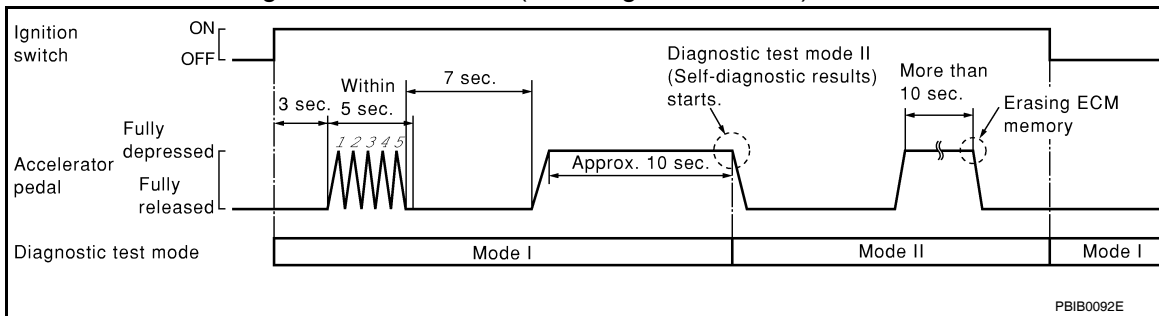 Ignition switch
ON
OFF
Diagnostic test mode II
(Self-diagnostic results)
starts.
More than
10 sec.
Erasing ECM
memory
3 sec.
Within
5 sec.
7 sec.
1 2 3 4 5
Approx. 10 sec.
Accelerator
pedal
Fully
depressed
Fully
released
Diagnostic test mode
Mode I
Mode II
Mode I
PBIB0092E